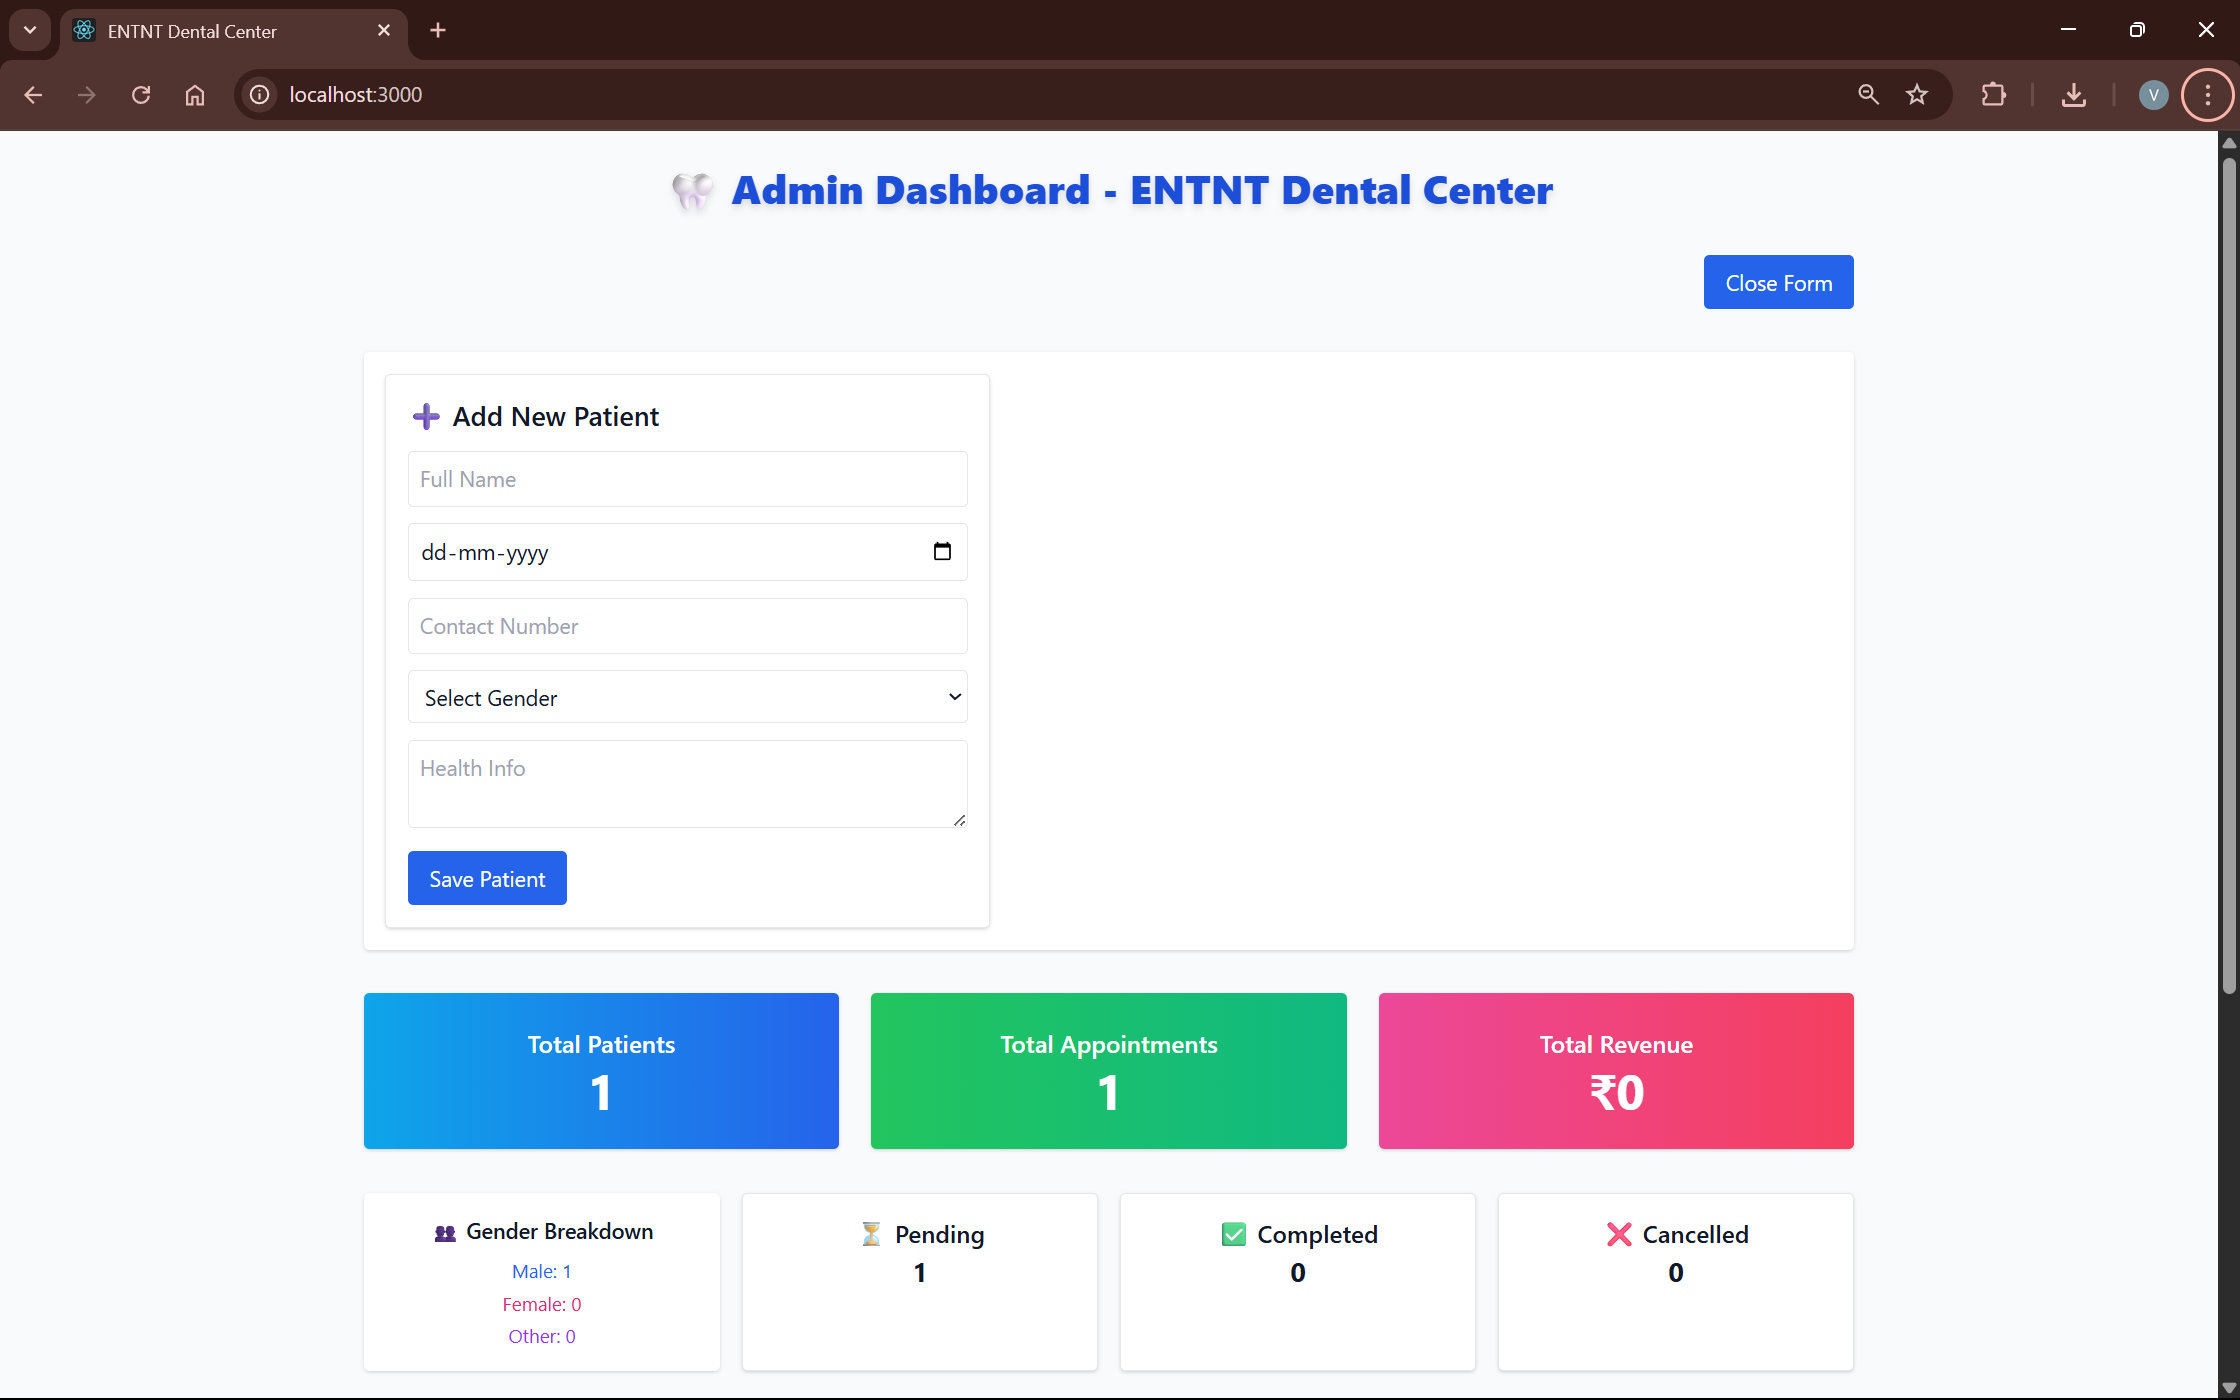 ENTNT Dental Center
localhost:3000
V
🦷 Admin Dashboard - ENTNT Dental Center
Close Form
➕ Add New Patient
Full Name
dd-mm-yyyy
Contact Number
Select Gender
Health Info
Save Patient
Total Patients
1
Total Appointments
1
Total Revenue
₹0
👥 Gender Breakdown
Male: 1
Female: 0
Other: 0
⏳ Pending
1
✅ Completed
0
❌ Cancelled
0